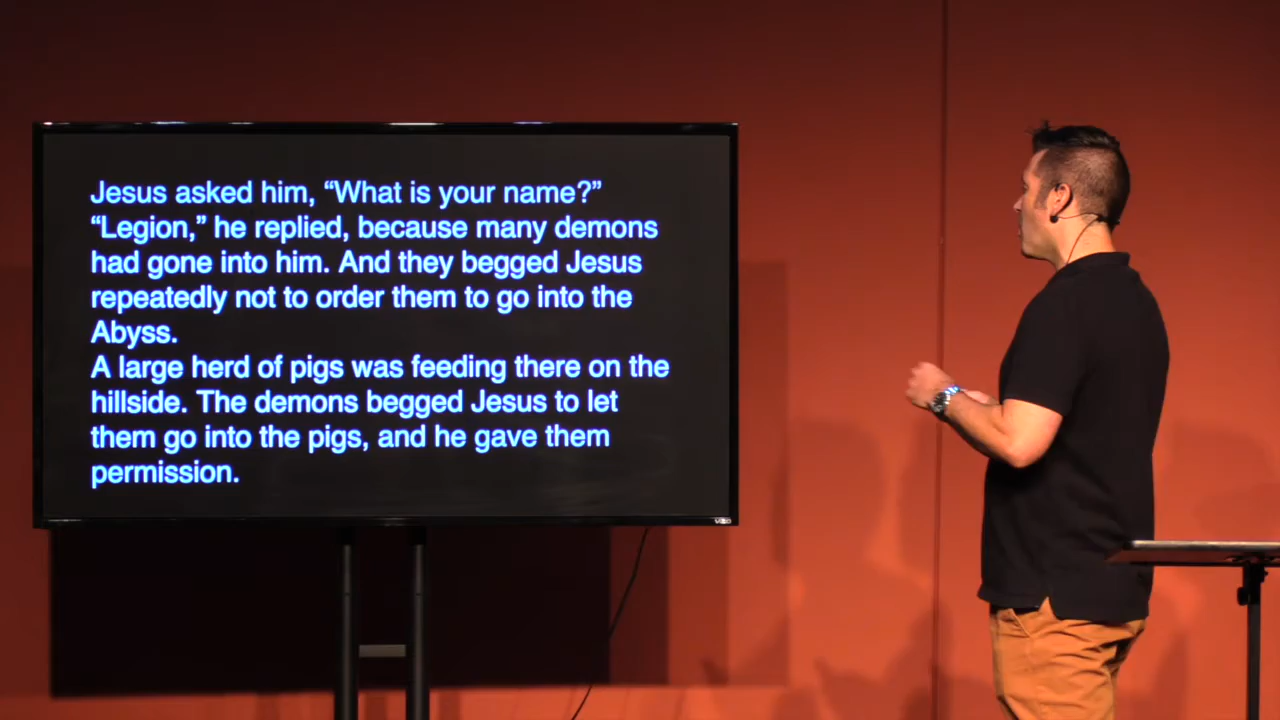 Jesus asked him, “What is your name?”
“Legion,” he replied, because many demons
had gone into him. And they begged Jesus
repeatedly not to order them to go into the
Abyss.
A large herd of pigs was feeding there on the
hillside. The demons begged Jesus to let
them go into the pigs, and he gave them
permission.
VIZIO